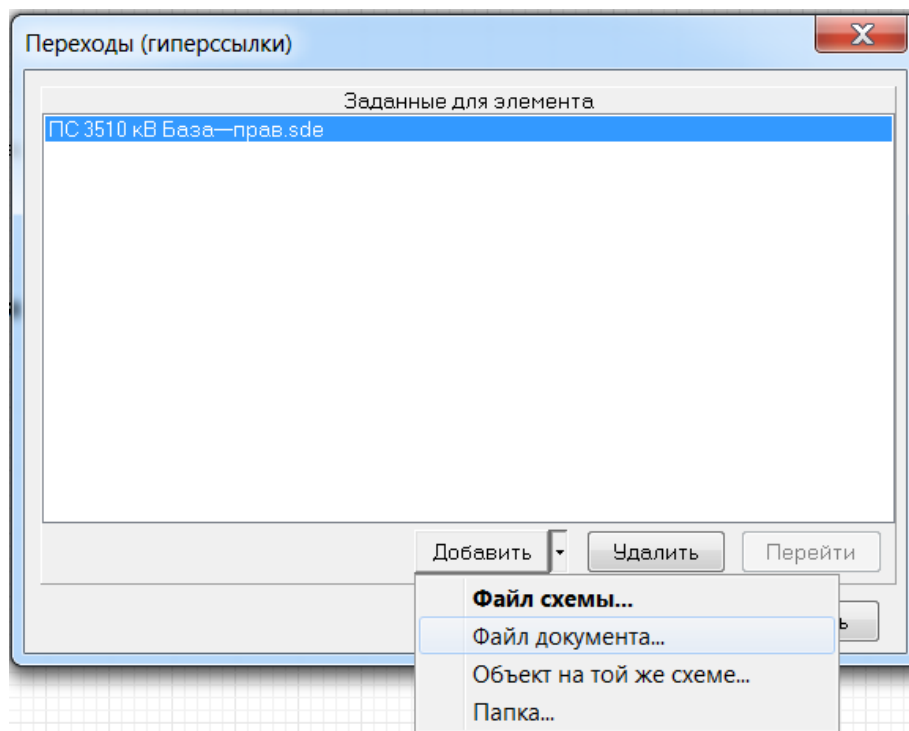 Переходы (гиперссылки)
Заданные для элемента
ПС 3510 кВ База—прав.sde
Добавить Удалить Перейти
Файл схемы...
Файл документа...
Объект на той же схеме...
Папка...